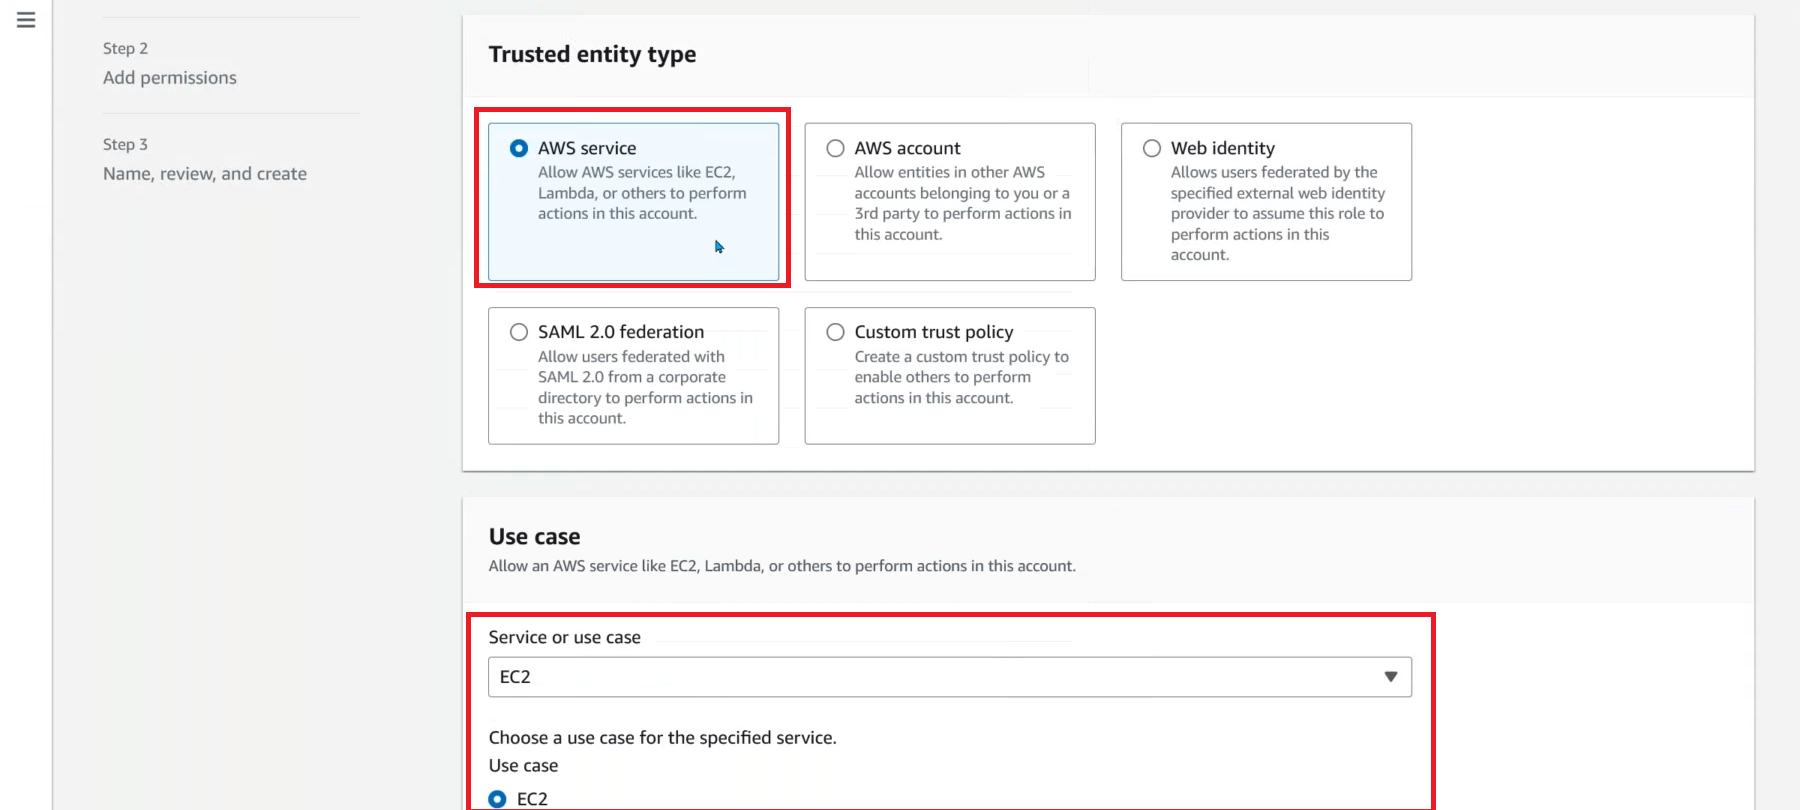 Step 2
Add permissions
Step 3
Name, review, and create
Trusted entity type
AWS service
Allow AWS services like EC2,
Lambda, or others to perform
actions in this account.
AWS account
Allow entities in other AWS
accounts belonging to you or a
3rd party to perform actions in
this account.
Web identity
Allows users federated by the
specified external web identity
provider to assume this role to
perform actions in this
account.
SAML 2.0 federation
Allow users federated with
SAML 2.0 from a corporate
directory to perform actions in
this account.
Custom trust policy
Create a custom trust policy to
enable others to perform
actions in this account.
Use case
Allow an AWS service like EC2, Lambda, or others to perform actions in this account.
Service or use case
EC2
Choose a use case for the specified service.
Use case
EC2